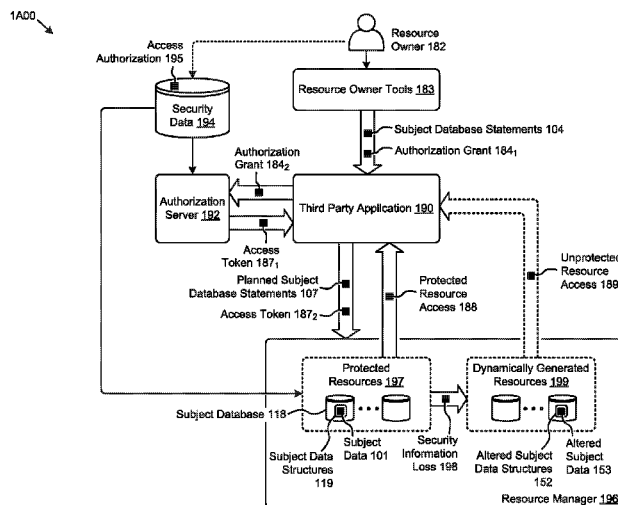 1A00
Resource
Owner 182
Access
Authorization 195
Security
Data 194
Resource Owner Tools 183
Subject Database Statements 104
Authorization Grant 184₁
Authorization
Grant 184₂
Authorization
Server 192
Third Party Application 190
Access
Token 187₁
Planned Subject
Database Statements 107
Access Token 187₂
Protected
Resource
Access 188
Unprotected
Resource
Access 189
Protected
Resources 197
Dynamically Generated
Resources 199
Subject Database 118
Subject Data
Structures
119
Subject
Data 101
Security
Information
Loss 198
Altered Subject
Data Structures
152
Altered
Subject
Data 153
Resource Manager 196